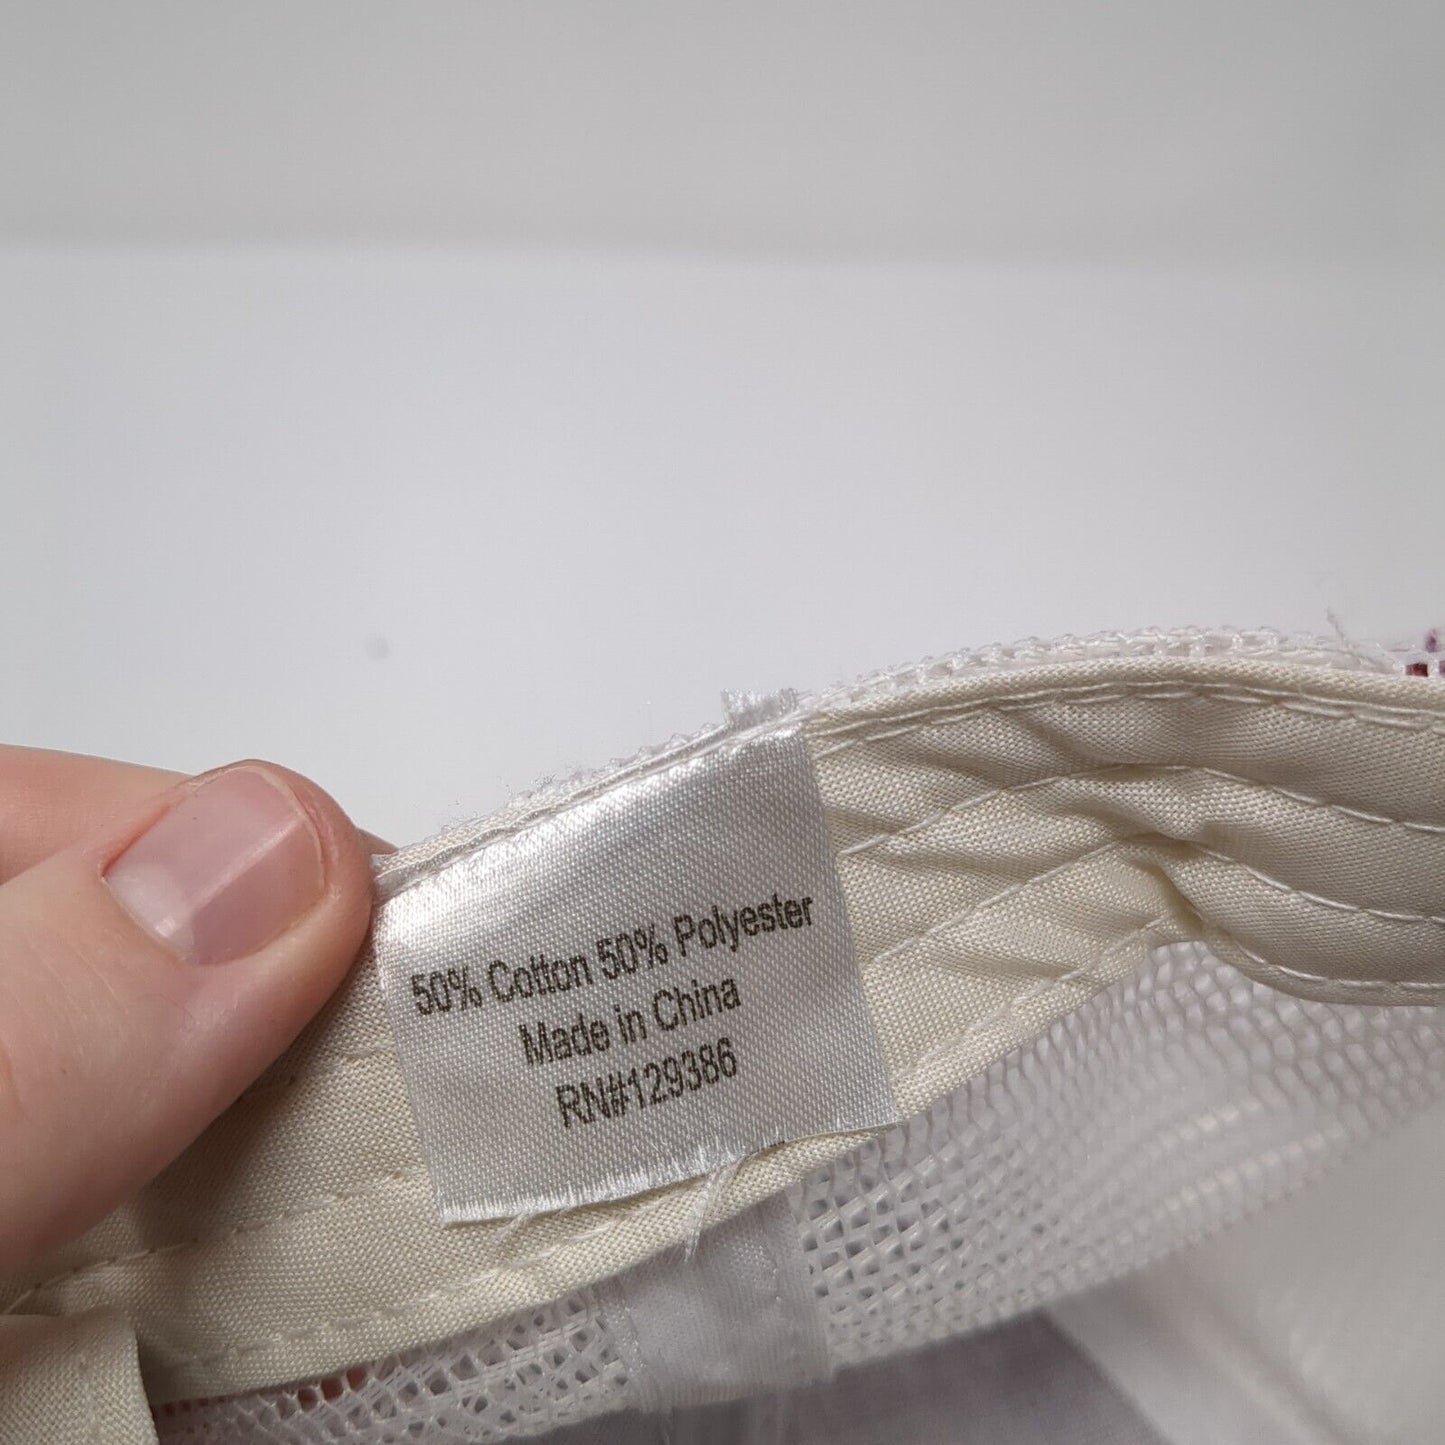 50% Cotton 50% Polyester
Made in China
RN#129386